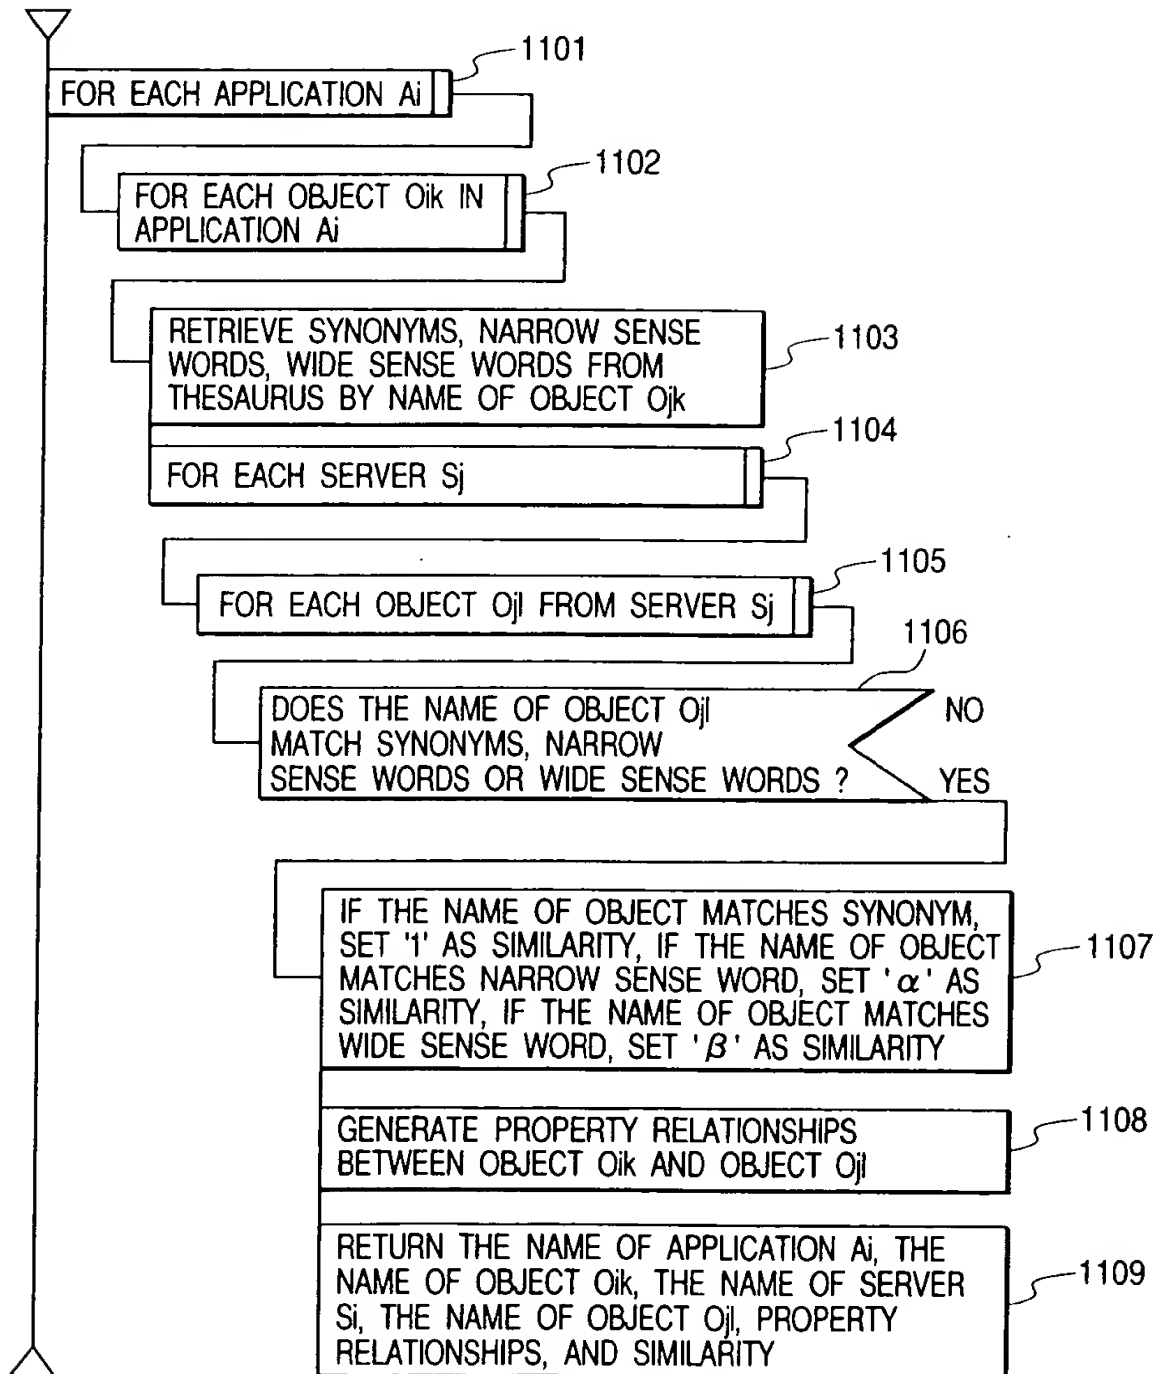 1101
FOR EACH APPLICATION Ai
1102
FOR EACH OBJECT Oik IN
APPLICATION Ai
RETRIEVE SYNONYMS, NARROW SENSE
WORDS, WIDE SENSE WORDS FROM
THESAURUS BY NAME OF OBJECT Ojk
1103
1104
FOR EACH SERVER Sj
1105
FOR EACH OBJECT Ojl FROM SERVER Sj
1106
DOES THE NAME OF OBJECT Ojl
MATCH SYNONYMS, NARROW
SENSE WORDS OR WIDE SENSE WORDS ?
NO
YES
IF THE NAME OF OBJECT MATCHES SYNONYM,
SET '1' AS SIMILARITY, IF THE NAME OF OBJECT
MATCHES NARROW SENSE WORD, SET 'α' AS
SIMILARITY, IF THE NAME OF OBJECT MATCHES
WIDE SENSE WORD, SET 'β' AS SIMILARITY
1107
GENERATE PROPERTY RELATIONSHIPS
BETWEEN OBJECT Oik AND OBJECT Ojl
1108
RETURN THE NAME OF APPLICATION Ai, THE
NAME OF OBJECT Oik, THE NAME OF SERVER
Si, THE NAME OF OBJECT Ojl, PROPERTY
RELATIONSHIPS, AND SIMILARITY
1109